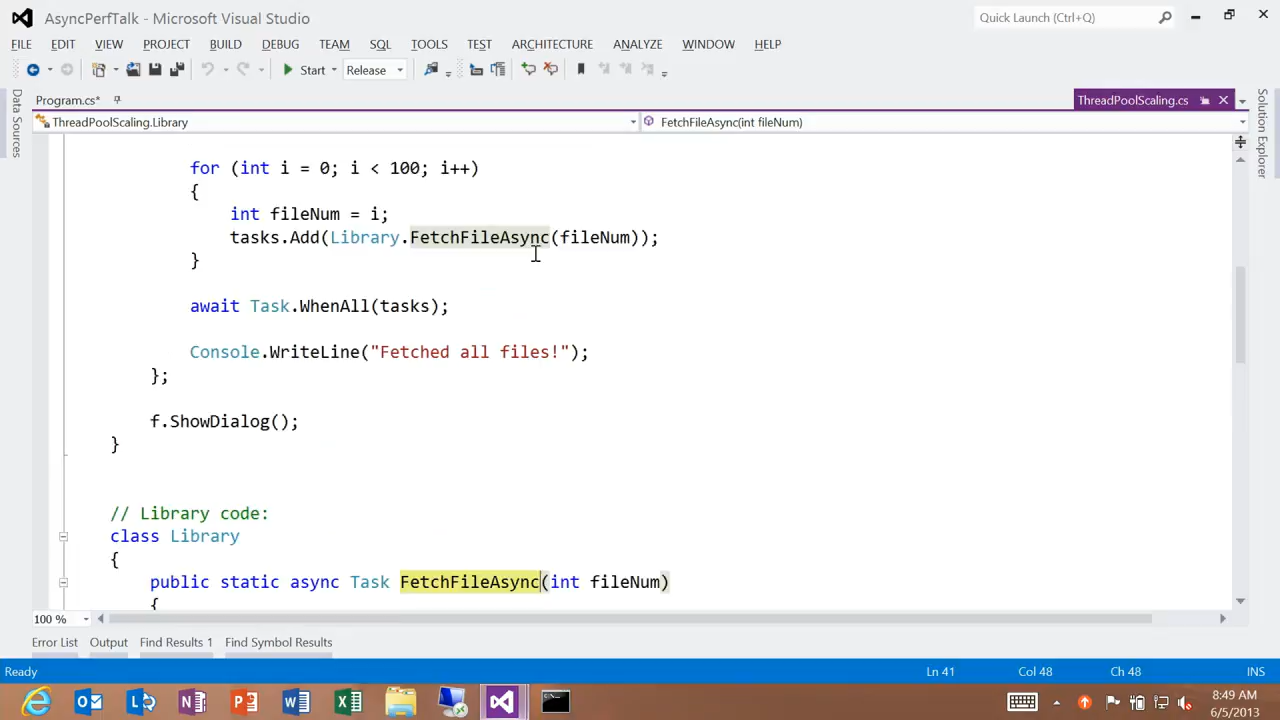 AsyncPerfTalk - Microsoft Visual Studio
Quick Launch (Ctrl+Q)
FILE EDIT VIEW PROJECT BUILD DEBUG TEAM SQL TOOLS TEST ARCHITECTURE ANALYZE WINDOW HELP
Start Release
Program.cs* ThreadPoolScaling.cs
ThreadPoolScaling.Library FetchFileAsync(int fileNum)
Data Sources
Solution Explorer
for (int i = 0; i < 100; i++)
{
int fileNum = i;
tasks.Add(Library.FetchFileAsync(fileNum));
}
await Task.WhenAll(tasks);
Console.WriteLine("Fetched all files!");
};
f.ShowDialog();
}
// Library code:
class Library
{
public static async Task FetchFileAsync(int fileNum)
{
100 %
Error List Output Find Results 1 Find Symbol Results
Ready Ln 41 Col 48 Ch 48 INS
8:49 AM
6/5/2013